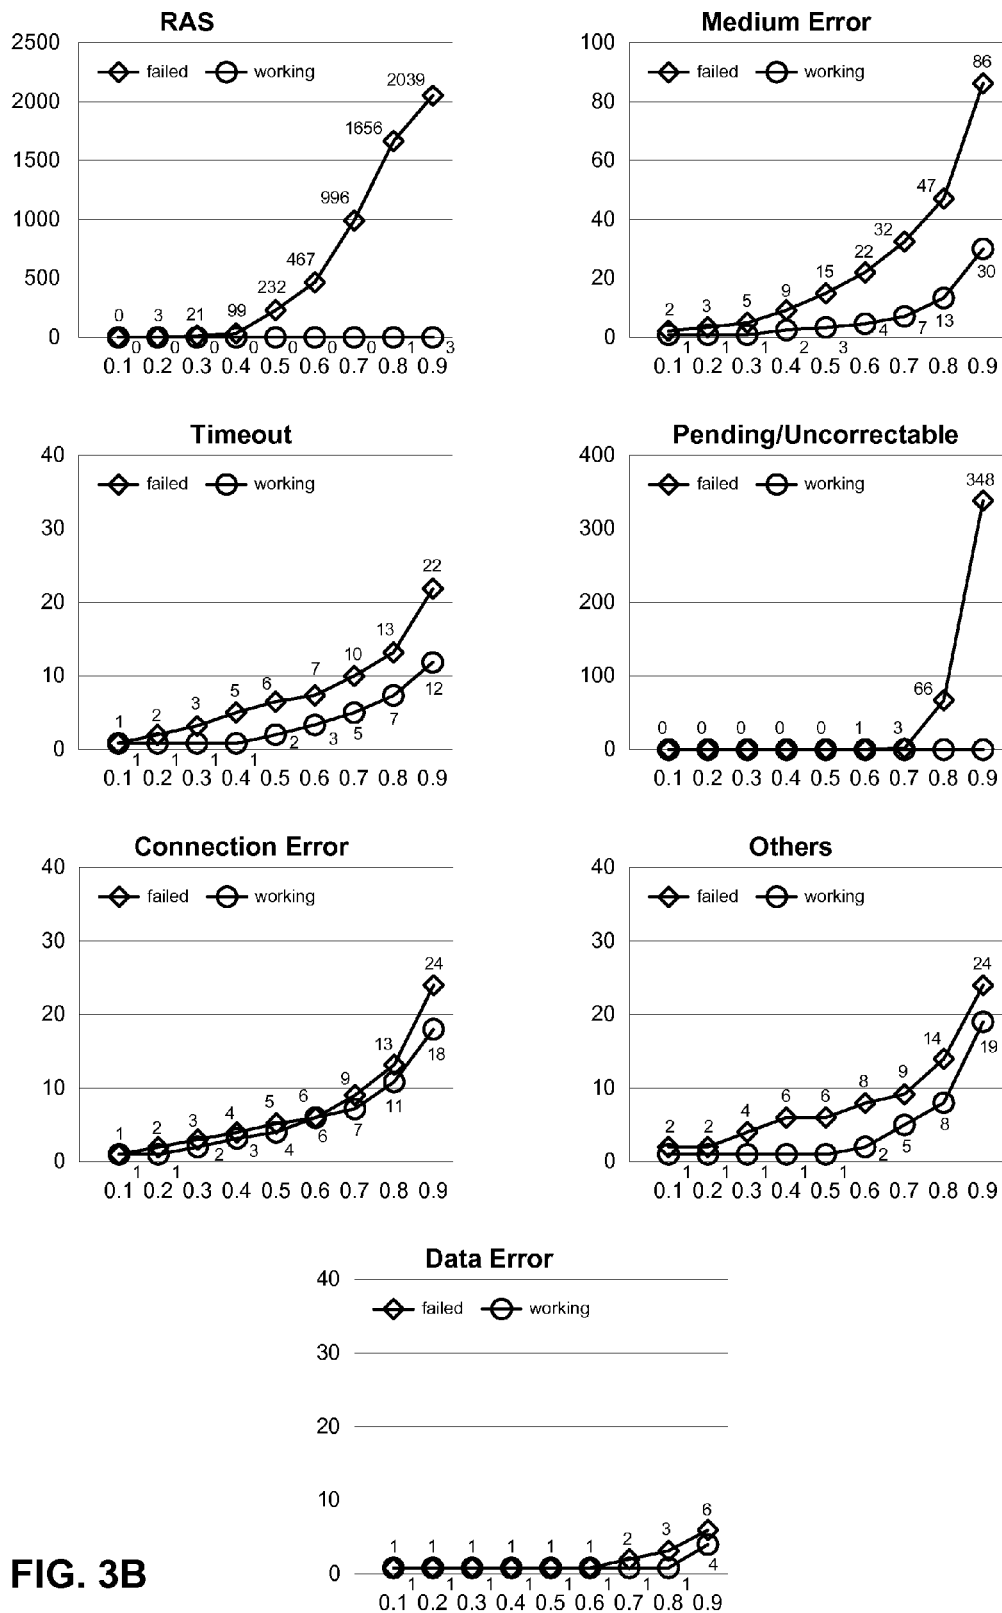 RAS
2500
2000
1500
1000
500
0
failed working
0 3 21 99 232 467 996 1656 2039
0 0 0 0 0 0 0 1 3
0.1 0.2 0.3 0.4 0.5 0.6 0.7 0.8 0.9
Medium Error
100
80
60
40
20
0
failed working
2 3 5 9 15 22 32 47 86
1 1 1 2 3 4 7 13 30
0.1 0.2 0.3 0.4 0.5 0.6 0.7 0.8 0.9
Timeout
40
30
20
10
0
failed working
1 2 3 5 6 7 10 13 22
1 1 1 1 2 3 5 7 12
0.1 0.2 0.3 0.4 0.5 0.6 0.7 0.8 0.9
Pending/Uncorrectable
400
300
200
100
0
failed working
0 0 0 0 0 1 3 66 348
0.1 0.2 0.3 0.4 0.5 0.6 0.7 0.8 0.9
Connection Error
40
30
20
10
0
failed working
1 2 3 4 5 6 9 13 24
1 1 2 3 4 6 7 11 18
0.1 0.2 0.3 0.4 0.5 0.6 0.7 0.8 0.9
Others
40
30
20
10
0
failed working
2 2 4 6 6 8 9 14 24
1 1 1 1 1 2 5 8 19
0.1 0.2 0.3 0.4 0.5 0.6 0.7 0.8 0.9
Data Error
40
30
20
10
0
failed working
1 1 1 1 1 1 2 3 6
1 1 1 1 1 1 1 1 4
0.1 0.2 0.3 0.4 0.5 0.6 0.7 0.8 0.9
FIG. 3B